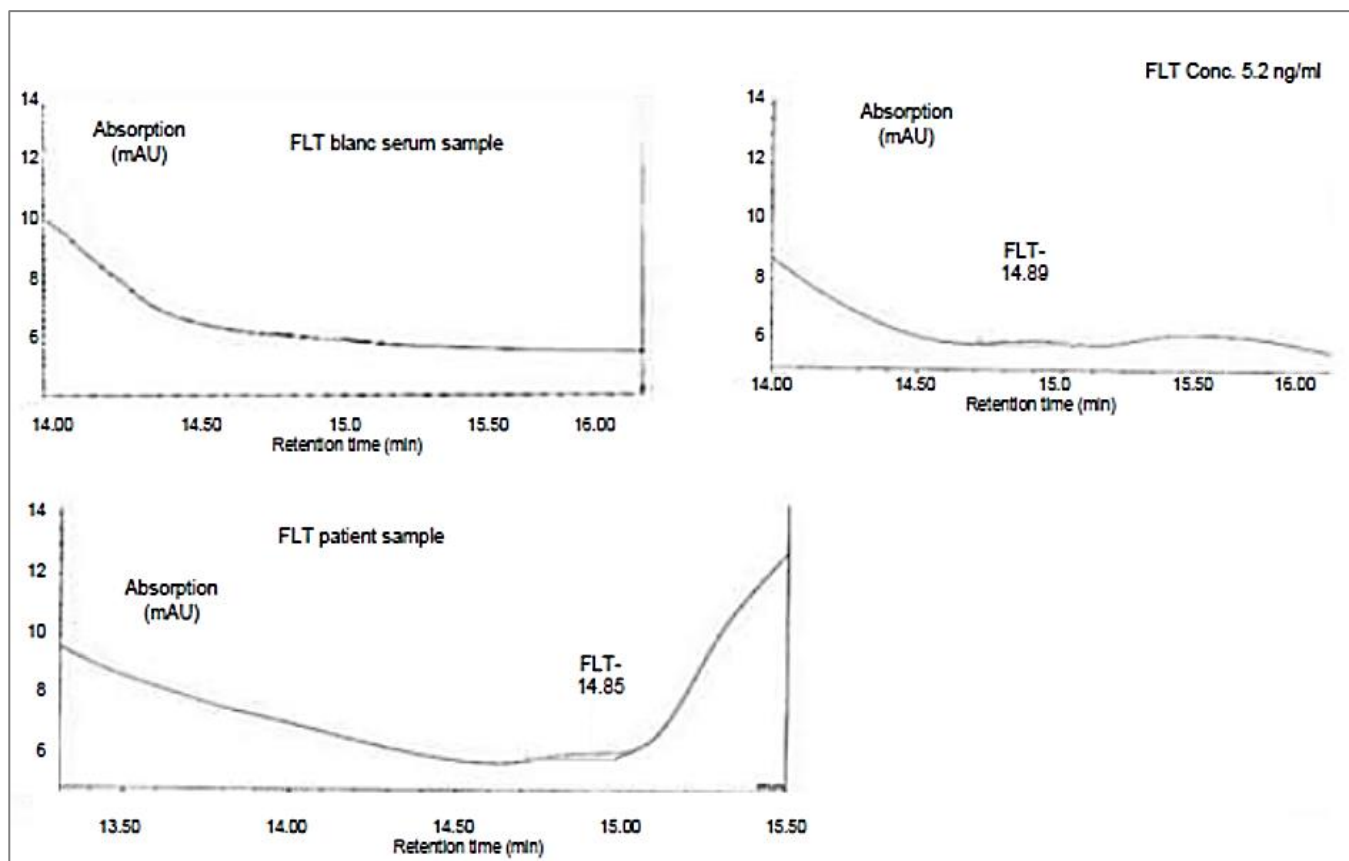 14
12
10
8
6
Absorption
(mAU)
FLT blanc serum sample
14.00 14.50 15.0 15.50 16.00
Retention time (min)
FLT Conc. 5.2 ng/ml
14
12
10
8
6
Absorption
(mAU)
FLT-
14.89
14.00 14.50 15.00 15.50 16.00
Retention time (min)
14
12
10
8
6
FLT patient sample
Absorption
(mAU)
FLT-
14.85
min
13.50 14.00 14.50 15.00 15.50
Retention time (min)